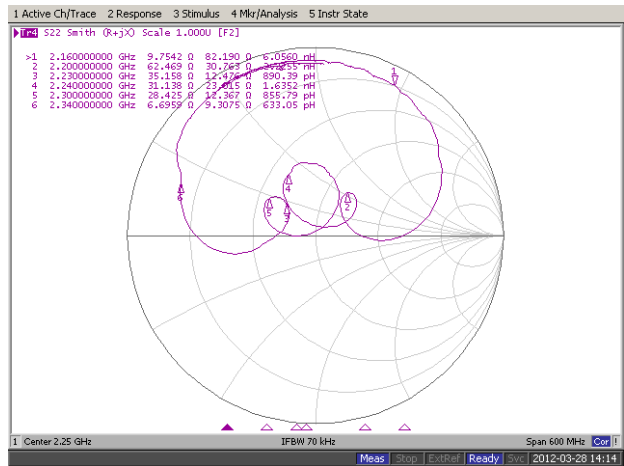 1 Active Ch/Trace 2 Response 3 Stimulus 4 Mkr/Analysis 5 Instr State
Tr4 S22 Smith (R+jX) Scale 1.000U [F2]
>1 2.160000000 GHz 9.7542 Ω 82.190 Ω 6.0560 nH
2 2.200000000 GHz 62.469 Ω 30.763 Ω nH
3 2.230000000 GHz 35.158 Ω 12.476 Ω 890.39 pH
4 2.240000000 GHz 31.138 Ω Ω 1.6352 nH
5 2.300000000 GHz 28.425 Ω 12.367 Ω 855.79 pH
6 2.340000000 GHz 6.6959 Ω 9.3075 Ω 633.05 pH
1
4
6
5
3
2
1 Center 2.25 GHz IFBW 70 kHz Span 600 MHz Cor !
Meas Stop ExtRef Ready Svc 2012-03-28 14:14